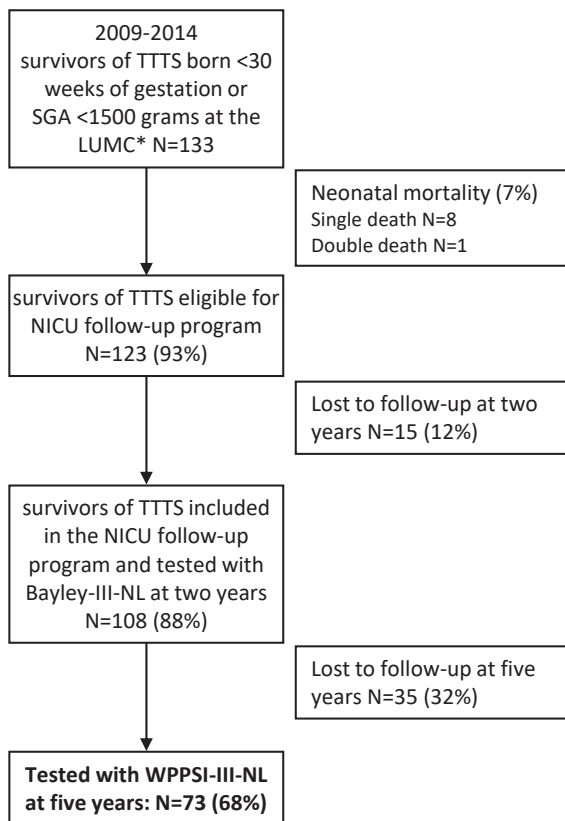 2009-2014
survivors of TTTS born <30
weeks of gestation or
SGA <1500 grams at the
LUMC* N=133
Neonatal mortality (7%)
Single death N=8
Double death N=1
survivors of TTTS eligible for
NICU follow-up program
N=123 (93%)
Lost to follow-up at two
years N=15 (12%)
survivors of TTTS included
in the NICU follow-up
program and tested with
Bayley-III-NL at two years
N=108 (88%)
Lost to follow-up at five
years N=35 (32%)
Tested with WPPSI-III-NL
at five years: N=73 (68%)